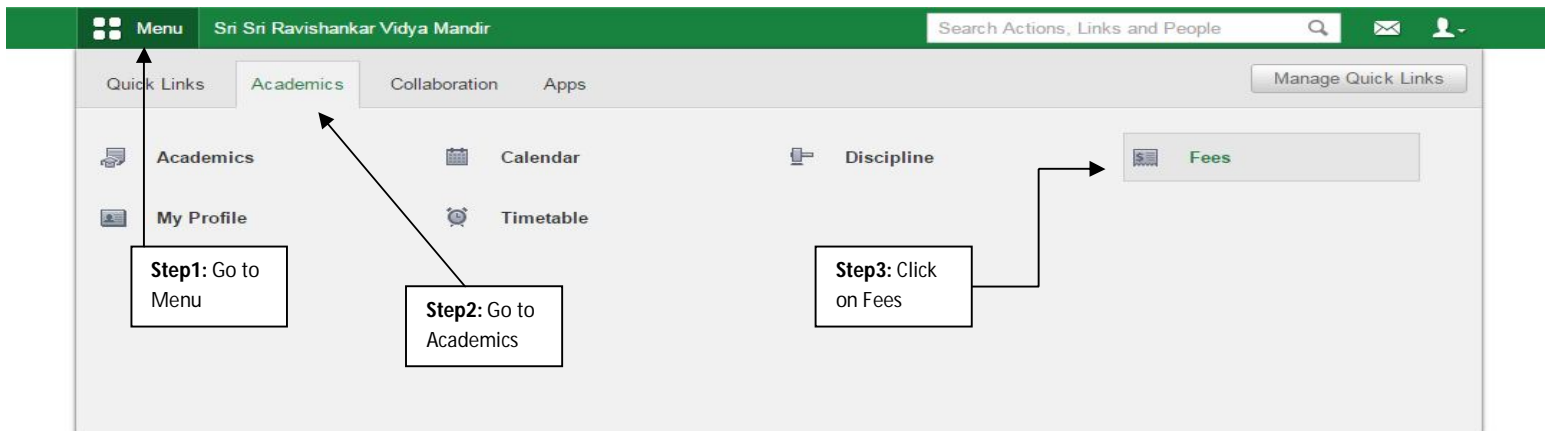 Menu Sri Sri Ravishankar Vidya Mandir Search Actions, Links and People
Quick Links Academics Collaboration Apps Manage Quick Links
Academics Calendar Discipline Fees
My Profile Timetable
Step1: Go to
Menu
Step2: Go to
Academics
Step3: Click
on Fees